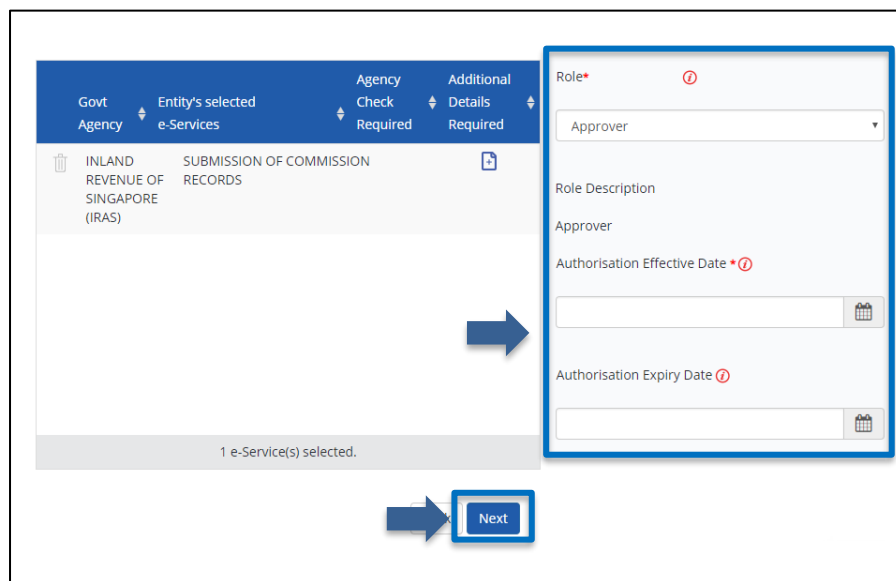 Govt Agency
Entity's selected e-Services
Agency Check Required
Additional Details Required
INLAND REVENUE OF SINGAPORE (IRAS)
SUBMISSION OF COMMISSION RECORDS
1 e-Service(s) selected.
Role*
Approver
Role Description
Approver
Authorisation Effective Date *
Authorisation Expiry Date
Next